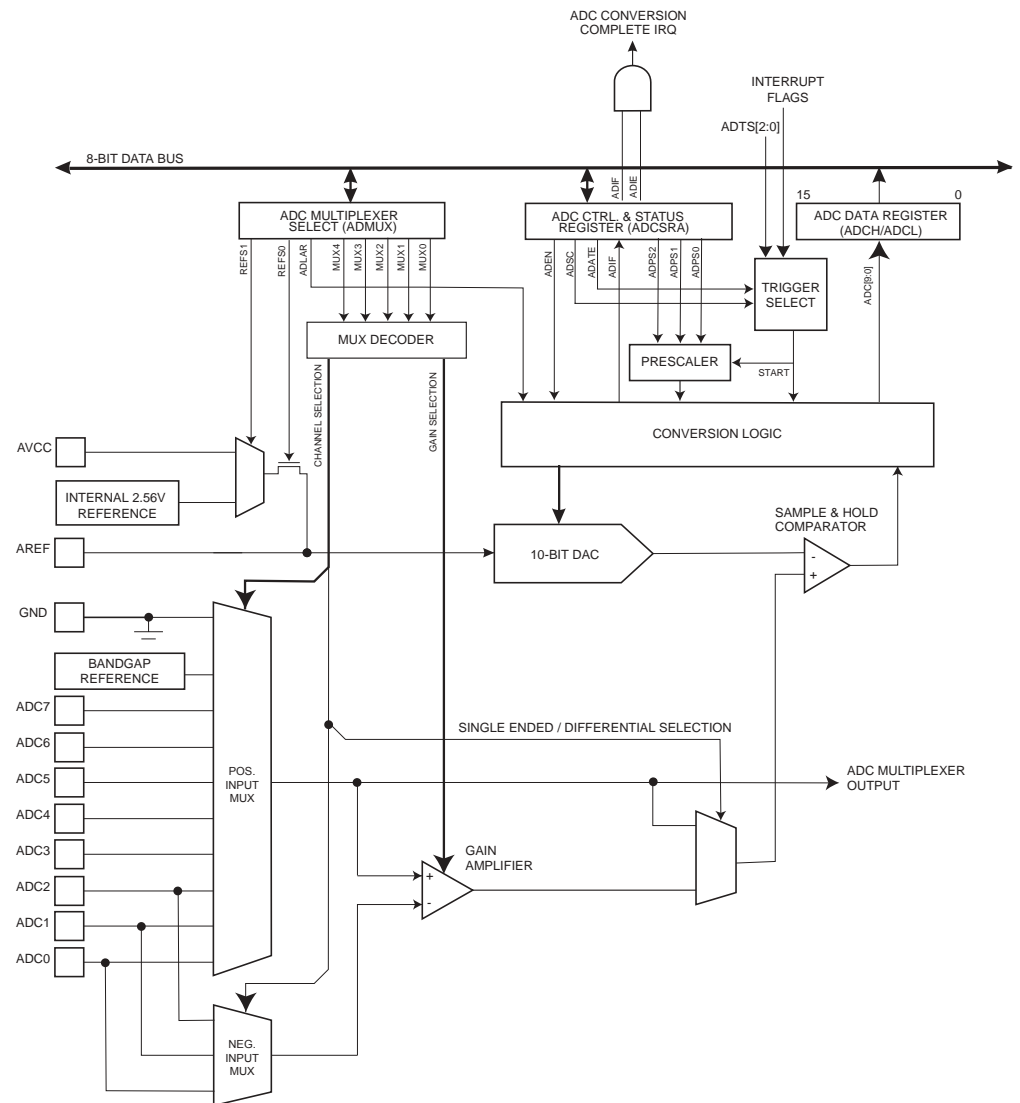 ADC CONVERSION
COMPLETE IRQ
INTERRUPT
FLAGS
ADTS[2:0]
8-BIT DATA BUS
ADIF
ADIE
15
0
ADC MULTIPLEXER
SELECT (ADMUX)
ADC CTRL. & STATUS
REGISTER (ADCSRA)
ADC DATA REGISTER
(ADCH/ADCL)
REFS1
REFS0
ADLAR
MUX4
MUX3
MUX2
MUX1
MUX0
ADEN
ADSC
ADATE
ADIF
ADPS2
ADPS1
ADPS0
ADC[9:0]
TRIGGER
SELECT
MUX DECODER
PRESCALER
START
CHANNEL SELECTION
GAIN SELECTION
CONVERSION LOGIC
AVCC
INTERNAL 2.56V
REFERENCE
SAMPLE & HOLD
COMPARATOR
AREF
10-BIT DAC
-
+
GND
BANDGAP
REFERENCE
ADC7
SINGLE ENDED / DIFFERENTIAL SELECTION
ADC6
ADC5
POS.
INPUT
MUX
ADC MULTIPLEXER
OUTPUT
ADC4
ADC3
GAIN
AMPLIFIER
+
-
ADC2
ADC1
ADC0
NEG.
INPUT
MUX